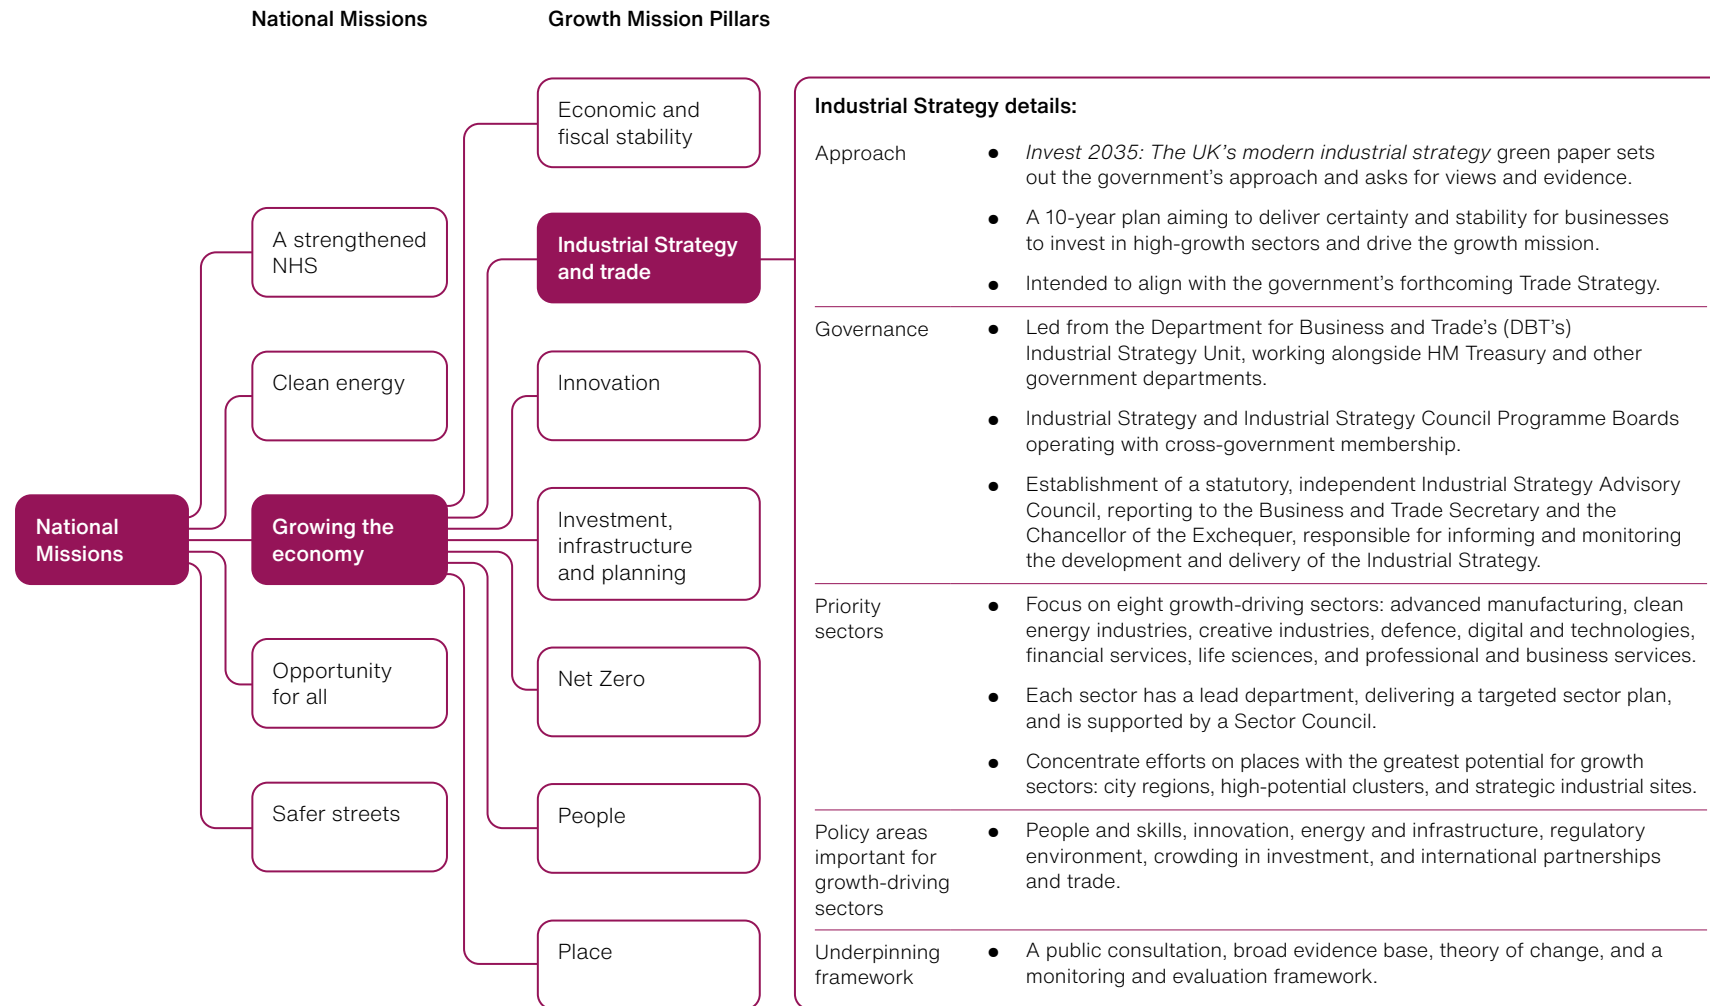 National Missions
Growth Mission Pillars
National
Missions
A strengthened
NHS
Clean energy
Growing the
economy
Opportunity
for all
Safer streets
Economic and
fiscal stability
Industrial Strategy
and trade
Innovation
Investment,
infrastructure
and planning
Net Zero
People
Place
Industrial Strategy details:
Approach
● Invest 2035: The UK's modern industrial strategy green paper sets
out the government's approach and asks for views and evidence.
● A 10-year plan aiming to deliver certainty and stability for businesses
to invest in high-growth sectors and drive the growth mission.
● Intended to align with the government's forthcoming Trade Strategy.
Governance
● Led from the Department for Business and Trade's (DBT's)
Industrial Strategy Unit, working alongside HM Treasury and other
government departments.
● Industrial Strategy and Industrial Strategy Council Programme Boards
operating with cross-government membership.
● Establishment of a statutory, independent Industrial Strategy Advisory
Council, reporting to the Business and Trade Secretary and the
Chancellor of the Exchequer, responsible for informing and monitoring
the development and delivery of the Industrial Strategy.
Priority
sectors
● Focus on eight growth-driving sectors: advanced manufacturing, clean
energy industries, creative industries, defence, digital and technologies,
financial services, life sciences, and professional and business services.
● Each sector has a lead department, delivering a targeted sector plan,
and is supported by a Sector Council.
● Concentrate efforts on places with the greatest potential for growth
sectors: city regions, high-potential clusters, and strategic industrial sites.
Policy areas
important for
growth-driving
sectors
● People and skills, innovation, energy and infrastructure, regulatory
environment, crowding in investment, and international partnerships
and trade.
Underpinning
framework
● A public consultation, broad evidence base, theory of change, and a
monitoring and evaluation framework.